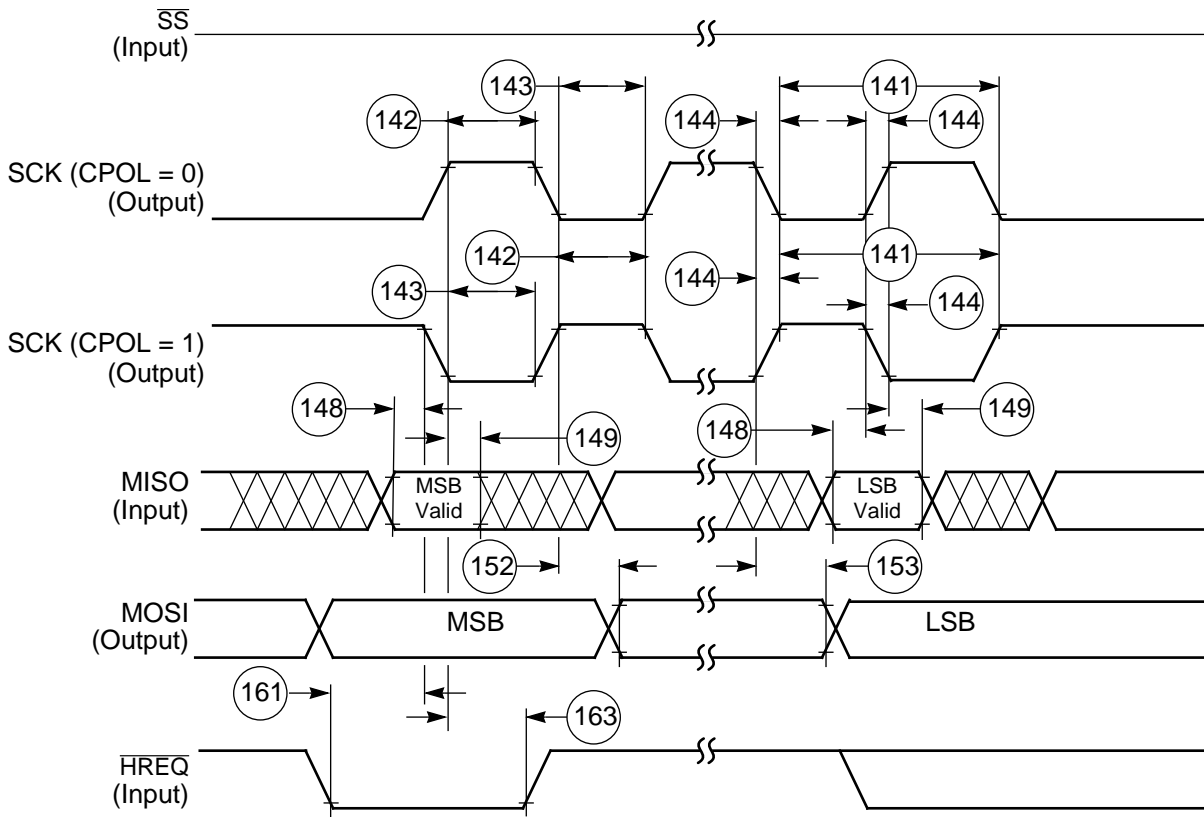 SS
(Input)
143
141
142
144
144
SCK (CPOL = 0)
(Output)
142
141
143
144
144
SCK (CPOL = 1)
(Output)
148
149
148
149
MISO
(Input)
MSB
Valid
LSB
Valid
152
153
MOSI
(Output)
MSB
LSB
161
163
HREQ
(Input)